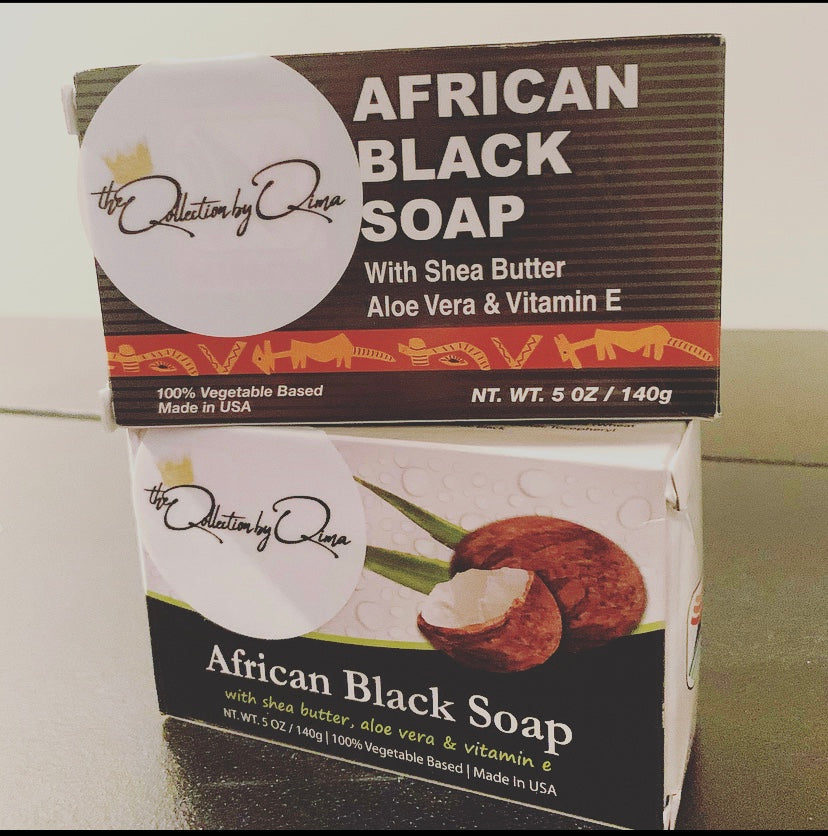 the Qollection by Qima
AFRICAN
BLACK
SOAP
With Shea Butter
Aloe Vera & Vitamin E
100% Vegetable Based
Made in USA
NT. WT. 5 OZ / 140g
the Qollection by Qima
African Black Soap
with shea butter, aloe vera & vitamin e
NT. WT. 5 OZ / 140g | 100% Vegetable Based | Made In USA